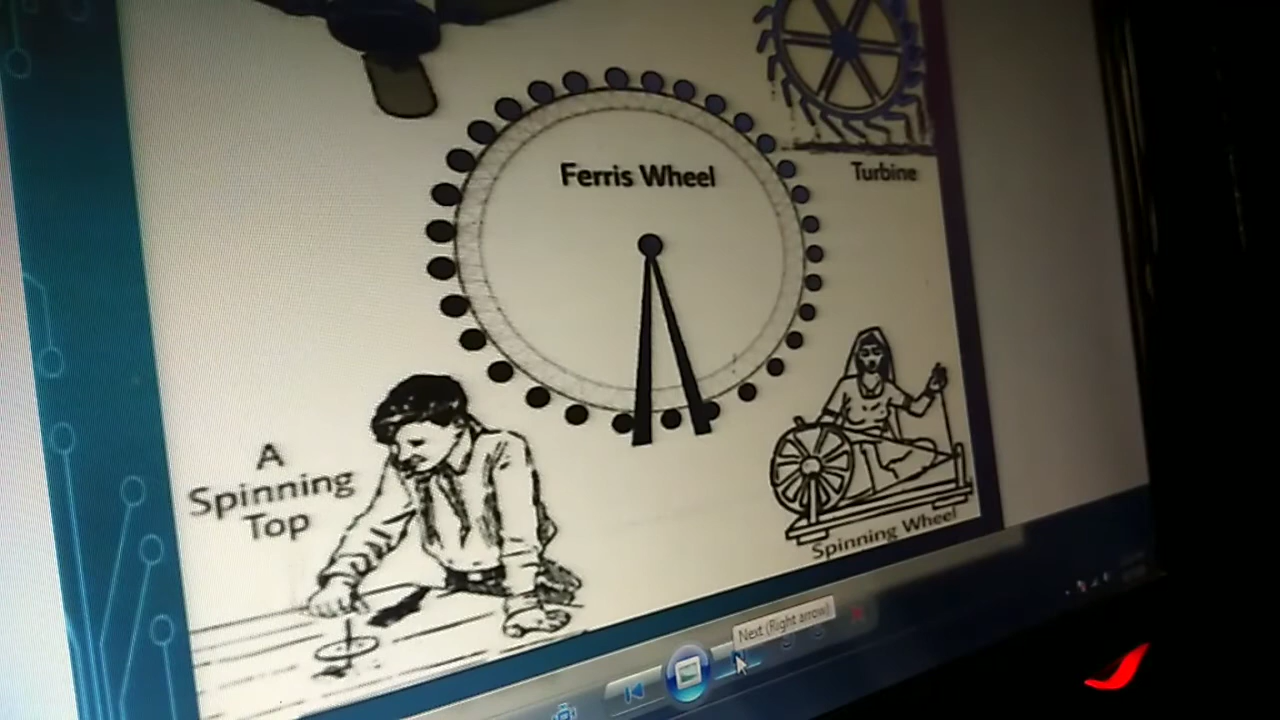 Ferris Wheel
Turbine
A
Spinning
Top
Spinning Wheel
Next (Right arrow)